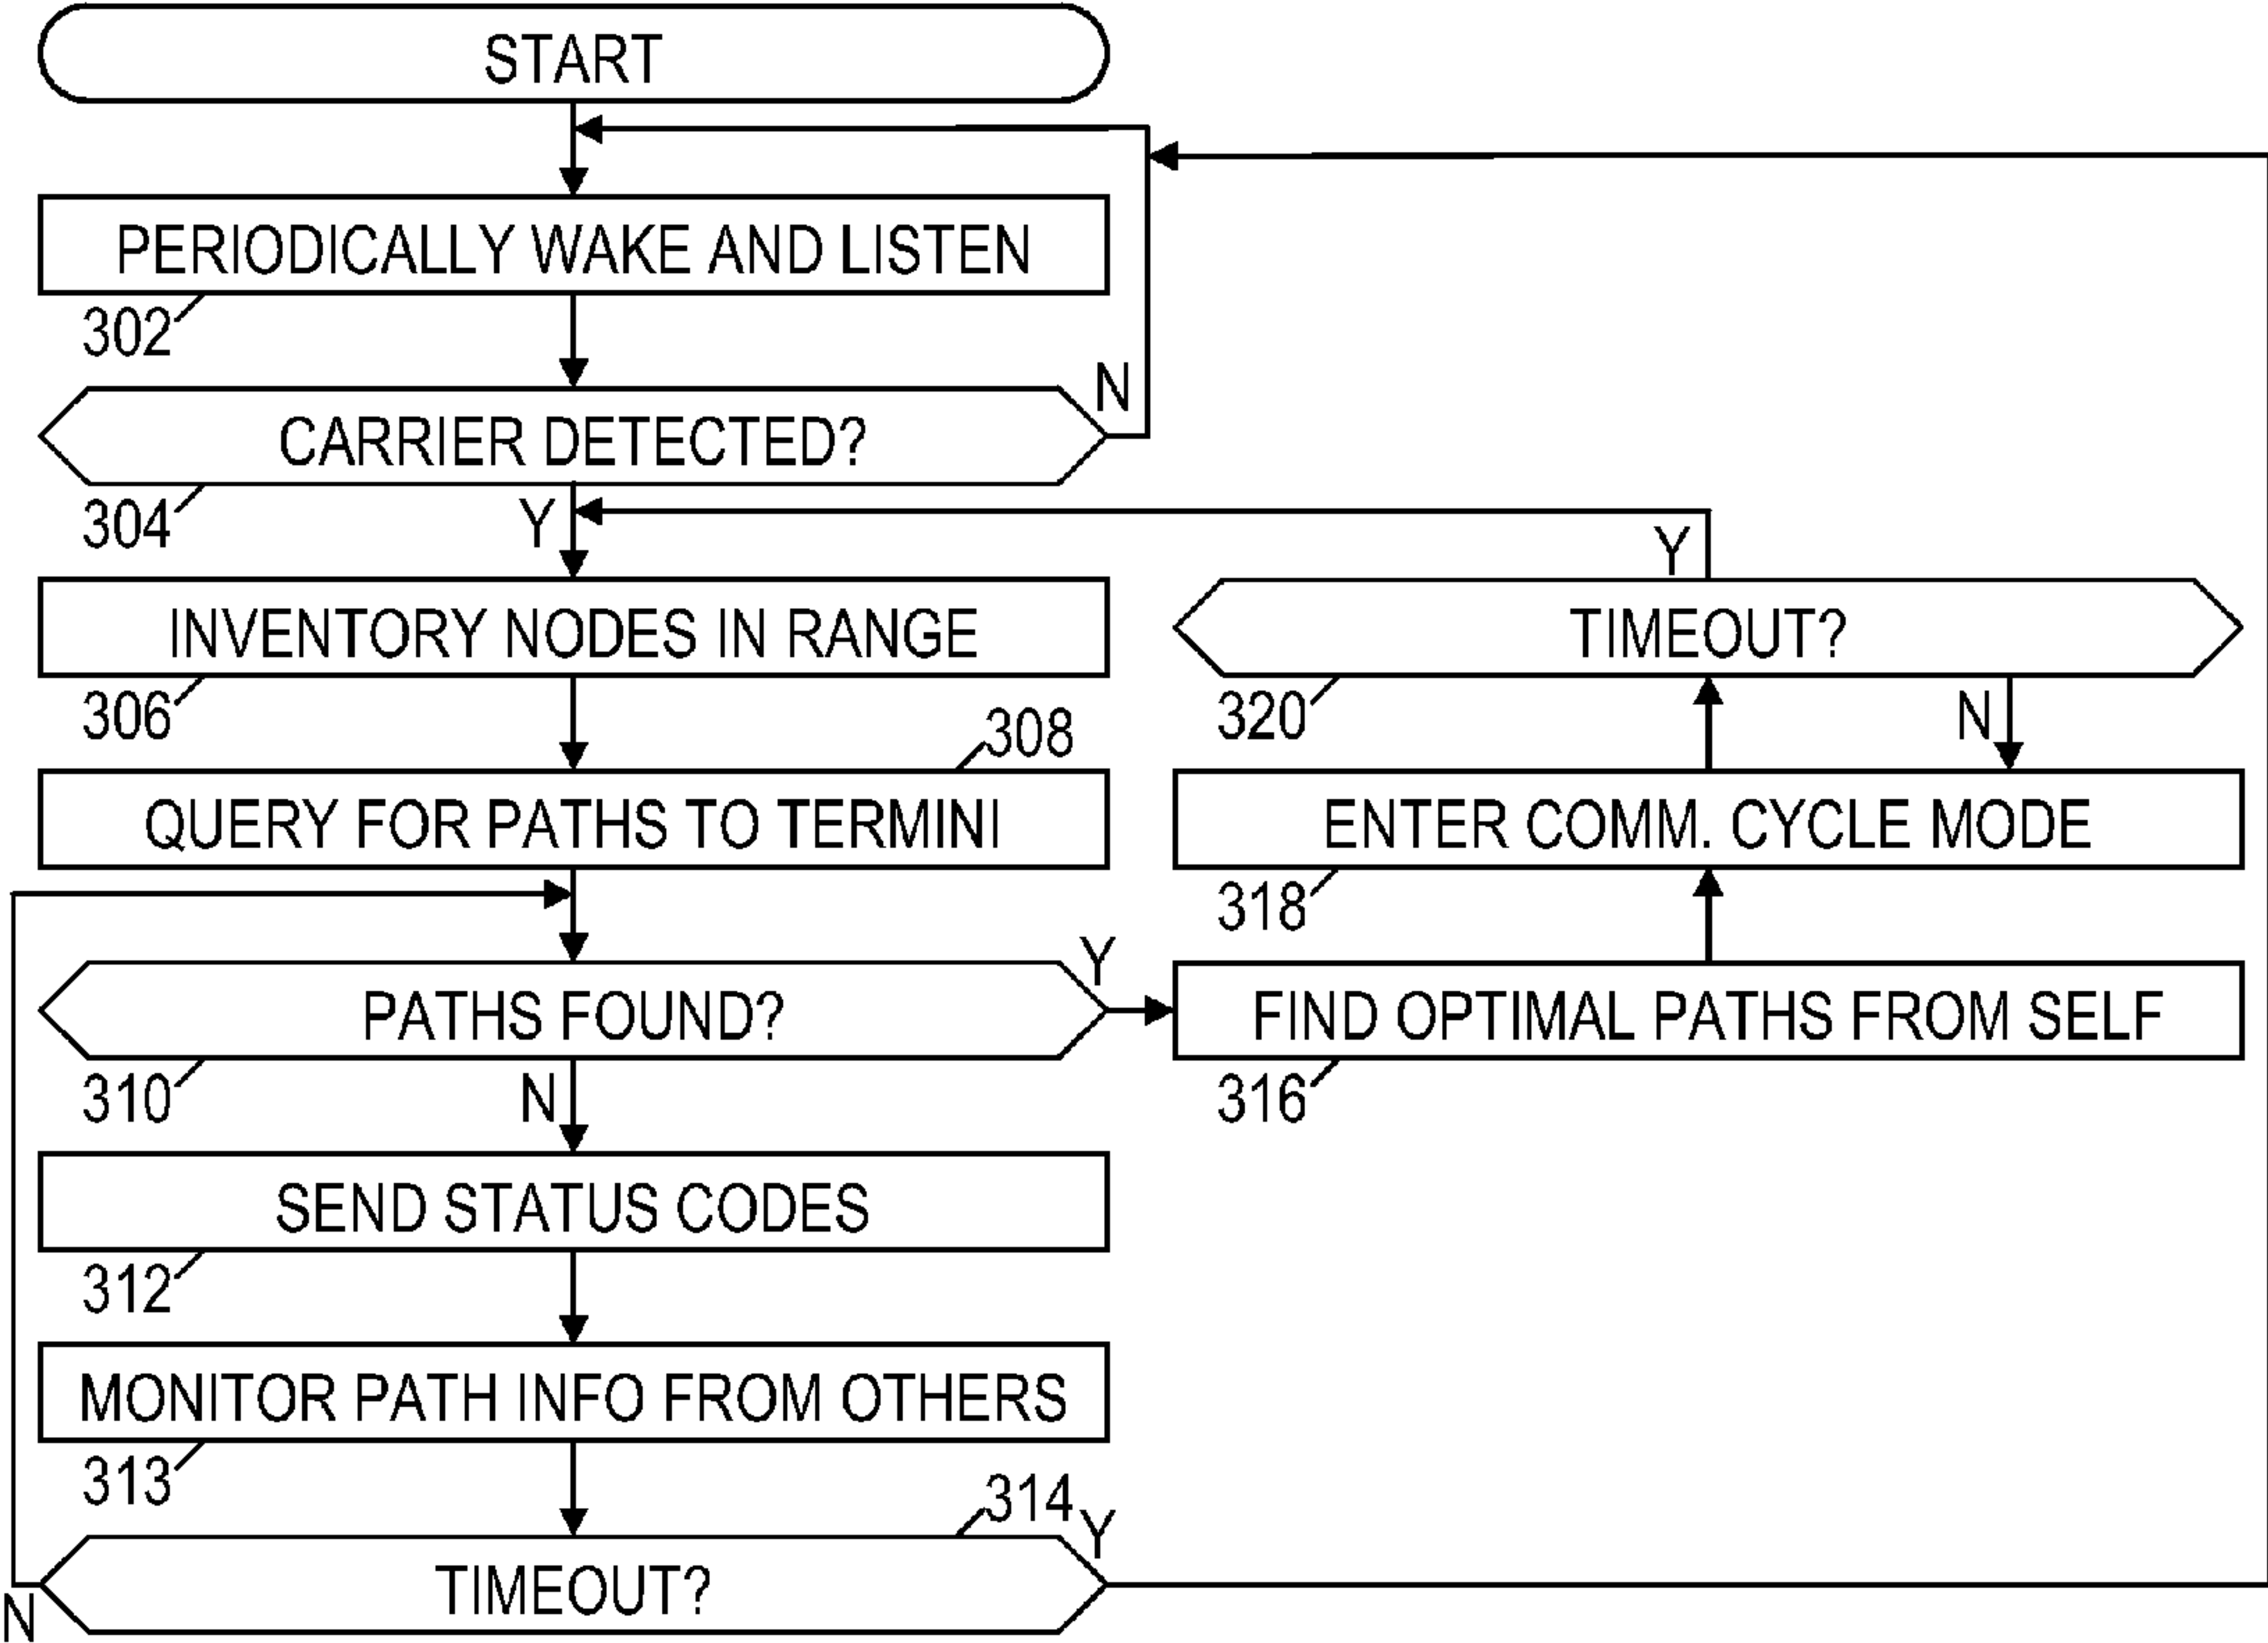 START
PERIODICALLY WAKE AND LISTEN
302
CARRIER DETECTED?
N
304
Y
INVENTORY NODES IN RANGE
306
308
QUERY FOR PATHS TO TERMINI
PATHS FOUND?
Y
310
N
SEND STATUS CODES
312
MONITOR PATH INFO FROM OTHERS
313
314
Y
TIMEOUT?
N
Y
TIMEOUT?
320
N
ENTER COMM. CYCLE MODE
318
FIND OPTIMAL PATHS FROM SELF
316